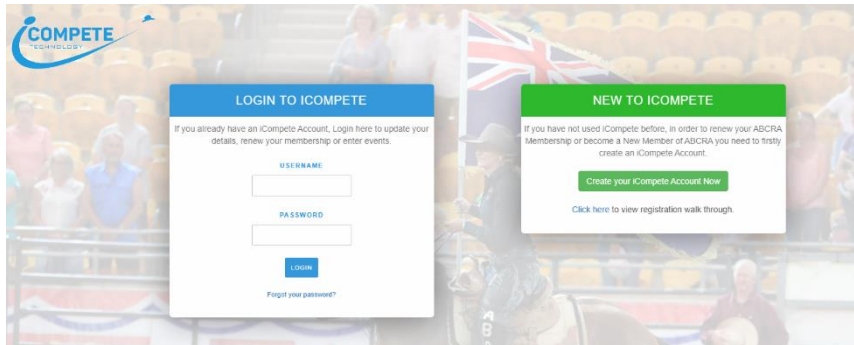 iCOMPETE
TECHNOLOGY
LOGIN TO ICOMPETE
If you already have an iCompete Account, Login here to update your
details, renew your membership or enter events.
USERNAME
PASSWORD
LOGIN
Forgot your password?
NEW TO ICOMPETE
If you have not used iCompete before, in order to renew your ABCRA
Membership or become a New Member of ABCRA you need to firstly
create an iCompete Account.
Create your iCompete Account Now
Click here to view registration walk through.